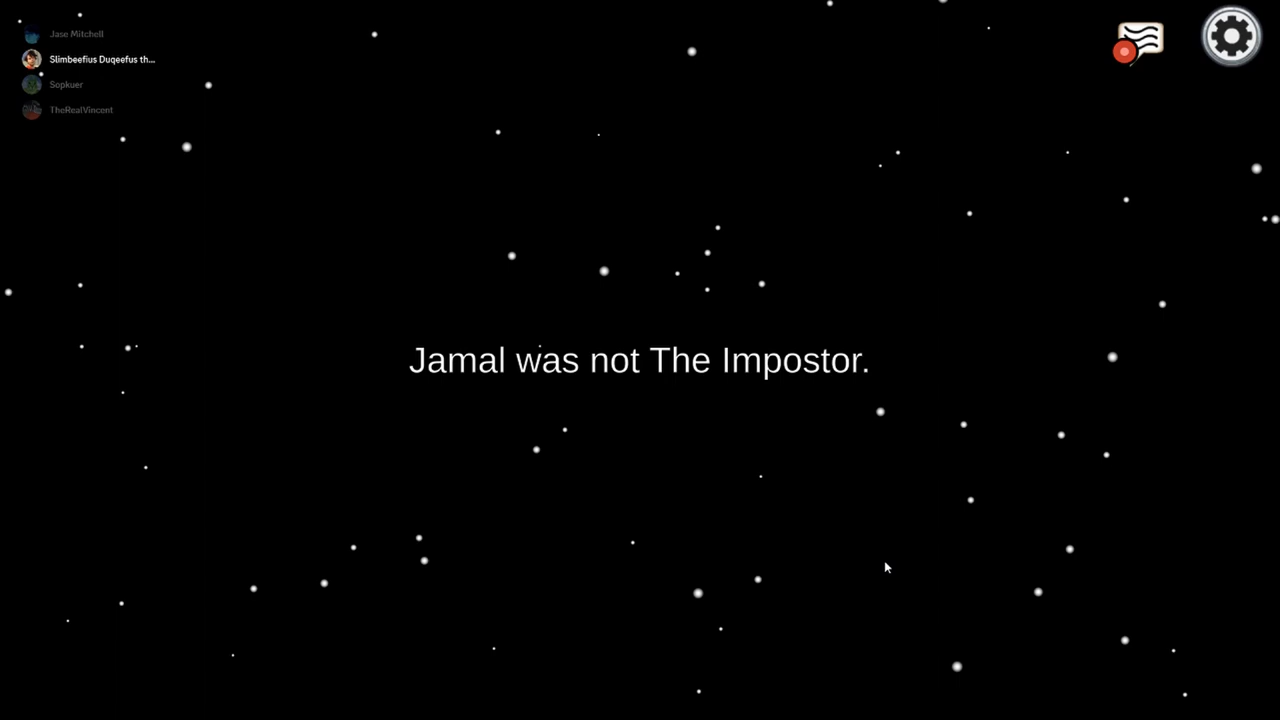 Jase Mitchell
Slimbeefius Duqeefus th...
Sopkuer
TheRealVincent
Jamal was not The Impostor.